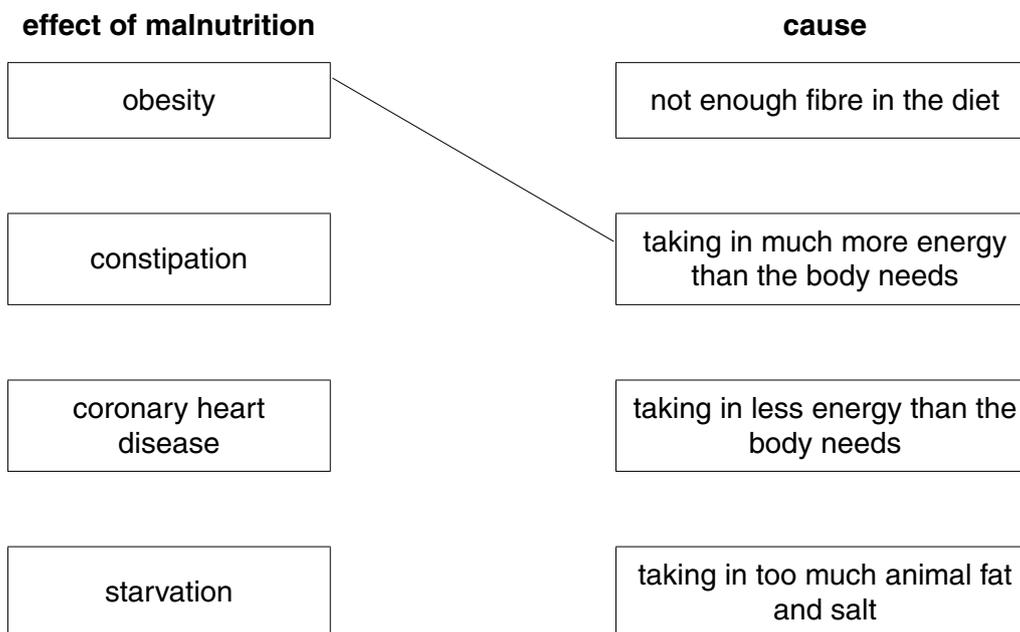 effect of malnutrition
cause
obesity
not enough fibre in the diet
constipation
taking in much more energy
than the body needs
coronary heart
disease
taking in less energy than the
body needs
starvation
taking in too much animal fat
and salt